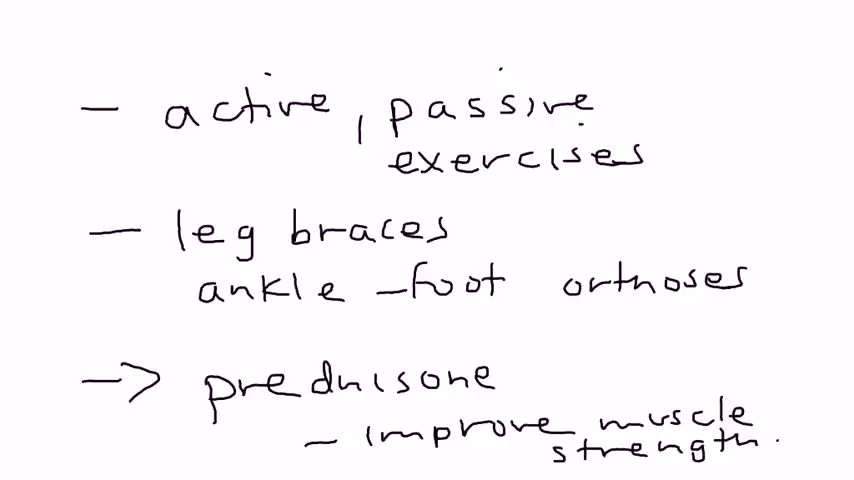 - active, passive
exercises
- leg braces
ankle-foot orthoses
-> prednisone
- improve muscle
strength.